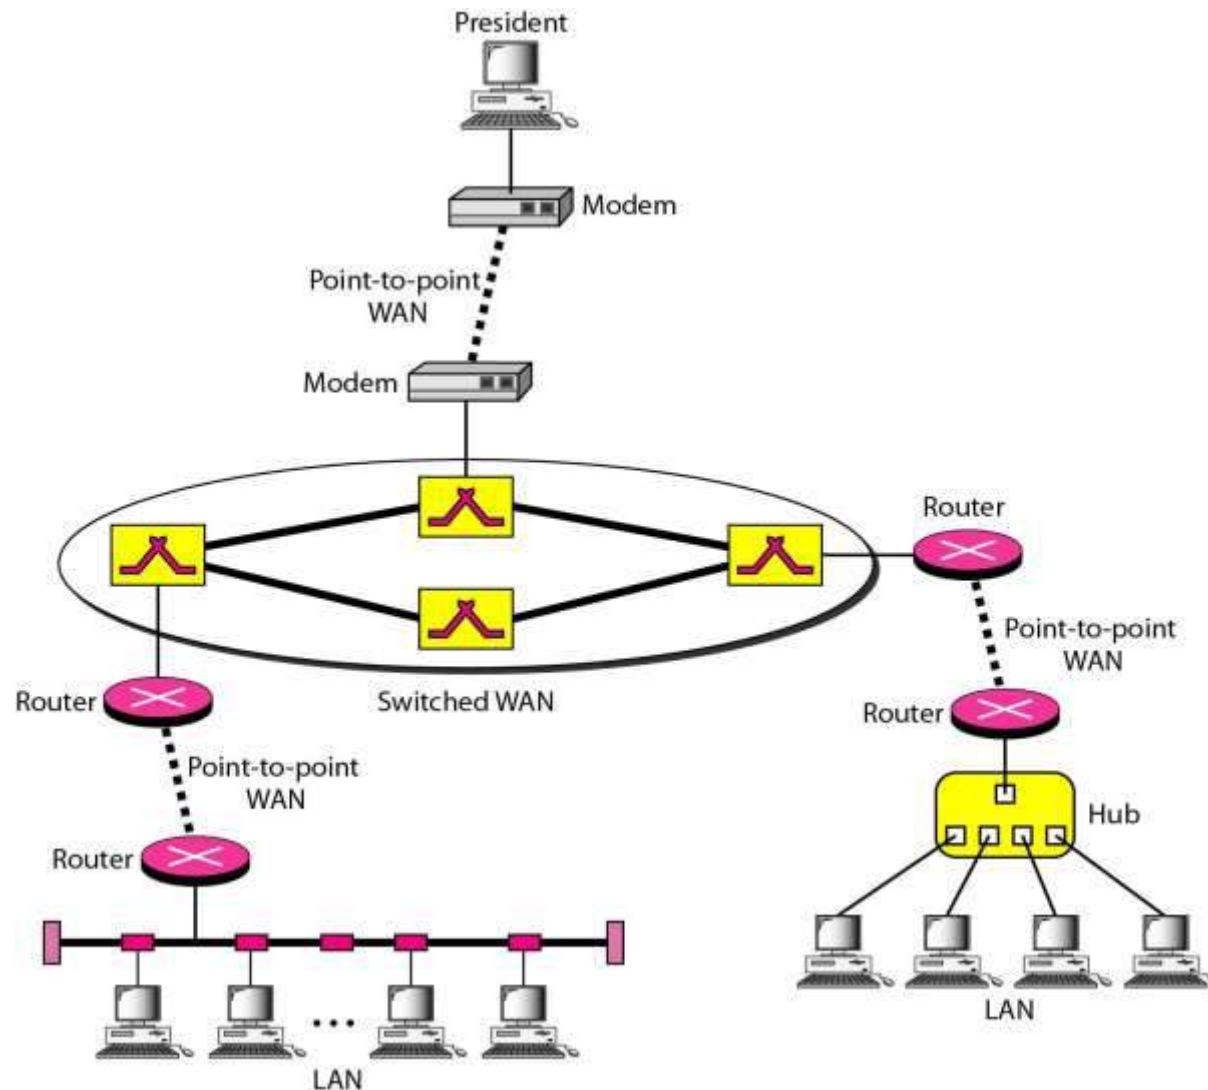 President
Modem
Point-to-point
WAN
Modem
Router
Point-to-point
WAN
Switched WAN
Router
Router
Point-to-point
WAN
Hub
Router
LAN
LAN